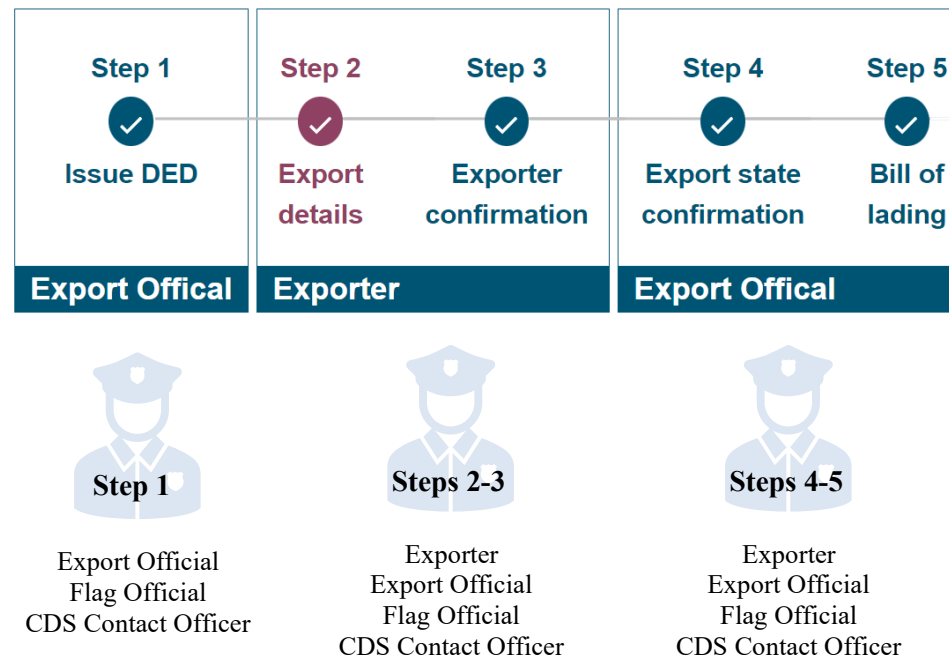 Step 1
Issue DED
Export Offical
Step 2
Export
details
Step 3
Exporter
confirmation
Exporter
Step 4
Export state
confirmation
Step 5
Bill of
lading
Export Offical
Step 1
Export Official
Flag Official
CDS Contact Officer
Steps 2-3
Exporter
Export Official
Flag Official
CDS Contact Officer
Steps 4-5
Exporter
Export Official
Flag Official
CDS Contact Officer